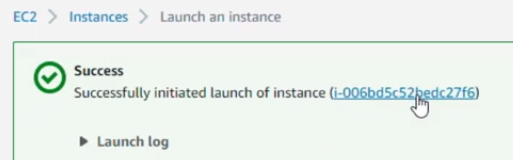 EC2 > Instances > Launch an instance
Success
Successfully initiated launch of instance (i-006bd5c52bedc27f6)
▶ Launch log